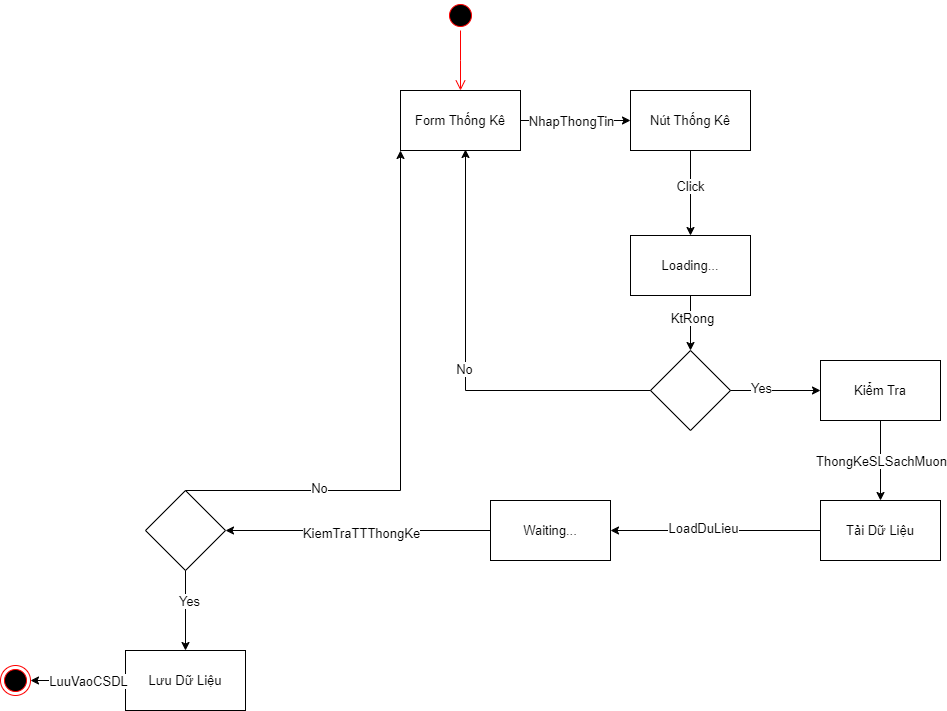 Form Thống Kê
NhapThongTin
Nút Thống Kê
Click
Loading...
KtRong
No
Yes
Kiểm Tra
ThongKeSLSachMuon
No
KiemTraTTThongKe
Waiting...
LoadDuLieu
Tải Dữ Liệu
Yes
LuuVaoCSDL
Lưu Dữ Liệu